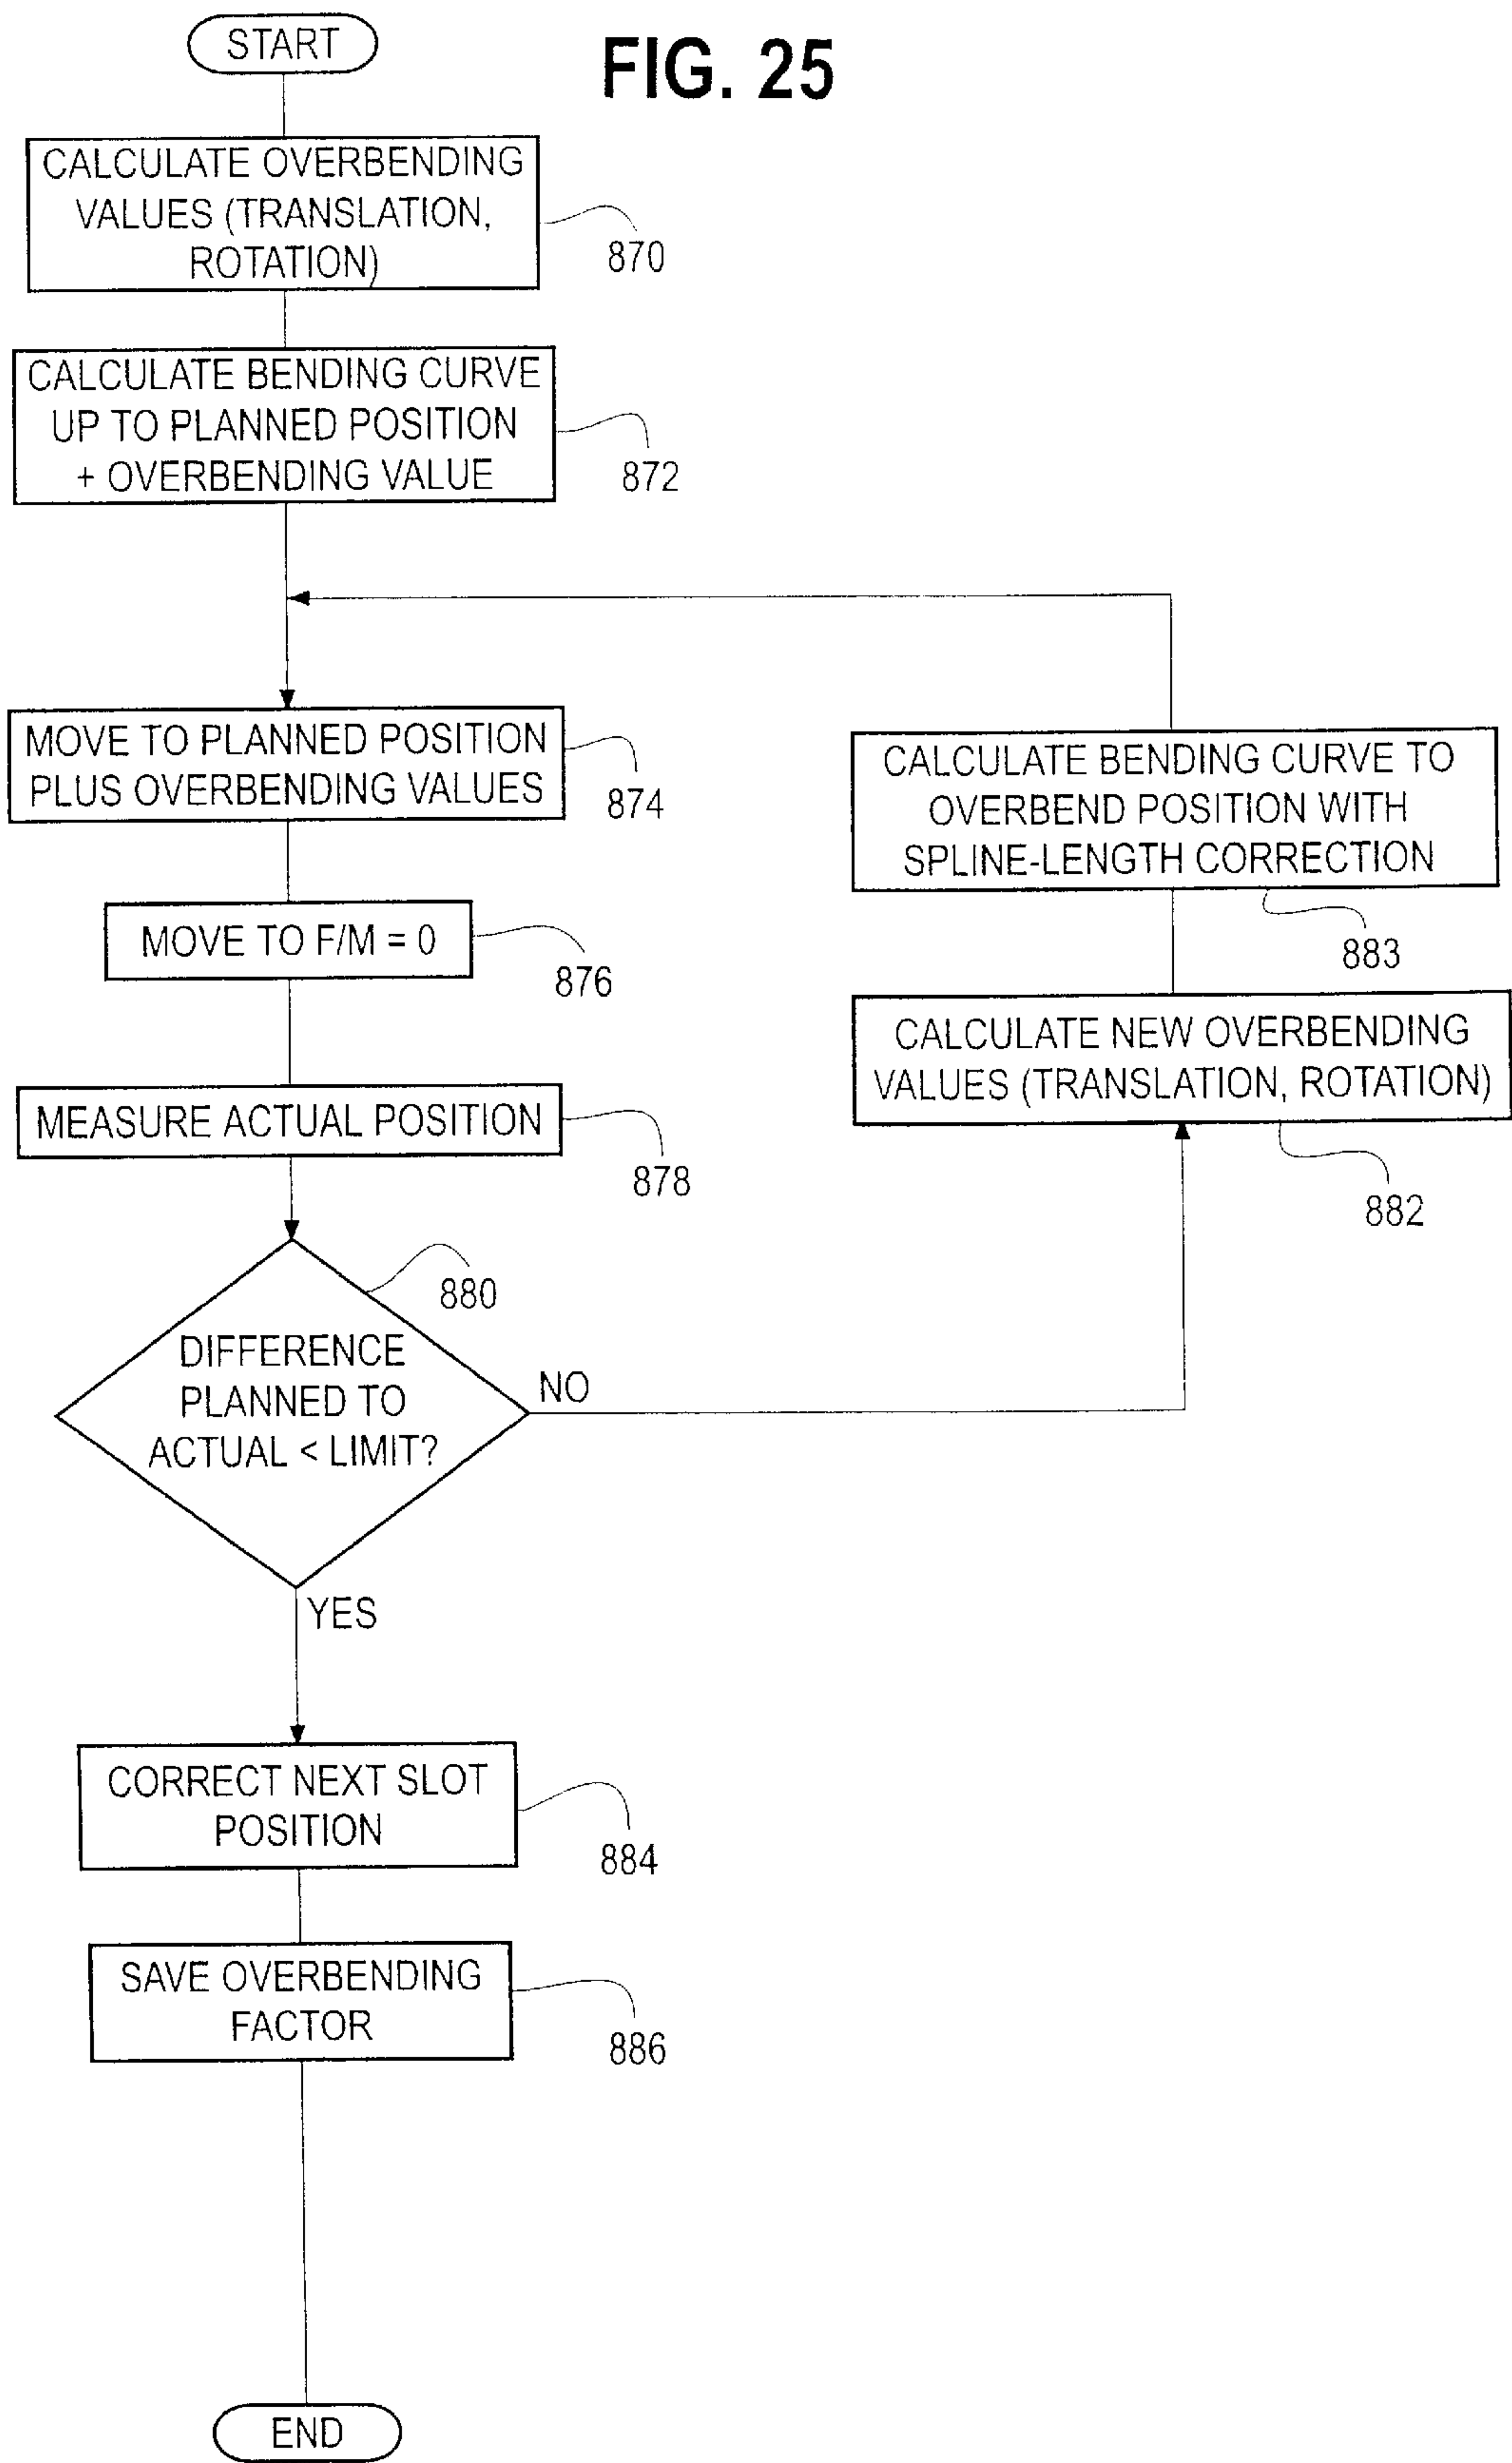 FIG. 25
START
CALCULATE OVERBENDING
VALUES (TRANSLATION,
ROTATION)
870
CALCULATE BENDING CURVE
UP TO PLANNED POSITION
+ OVERBENDING VALUE
872
MOVE TO PLANNED POSITION
PLUS OVERBENDING VALUES
874
MOVE TO F/M = 0
876
MEASURE ACTUAL POSITION
878
880
DIFFERENCE
PLANNED TO
ACTUAL < LIMIT?
NO
YES
CALCULATE BENDING CURVE TO
OVERBEND POSITION WITH
SPLINE-LENGTH CORRECTION
883
CALCULATE NEW OVERBENDING
VALUES (TRANSLATION, ROTATION)
882
CORRECT NEXT SLOT
POSITION
884
SAVE OVERBENDING
FACTOR
886
END